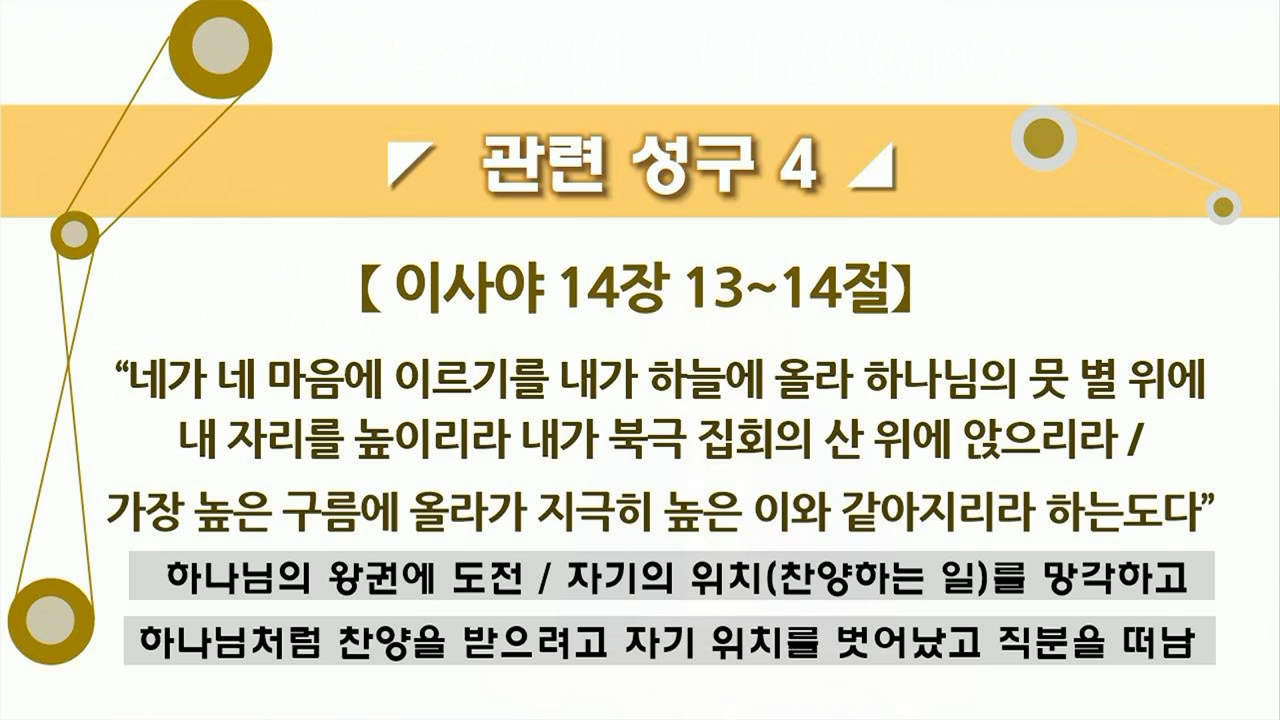 관련 성구 4
【 이사야 14장 13~14절】
“네가 네 마음에 이르기를 내가 하늘에 올라 하나님의 뭇 별 위에
내 자리를 높이리라 내가 북극 집회의 산 위에 앉으리라 /
가장 높은 구름에 올라가 지극히 높은 이와 같아지리라 하는도다”
하나님의 왕권에 도전 / 자기의 위치(찬양하는 일)를 망각하고
하나님처럼 찬양을 받으려고 자기 위치를 벗어났고 직분을 떠남